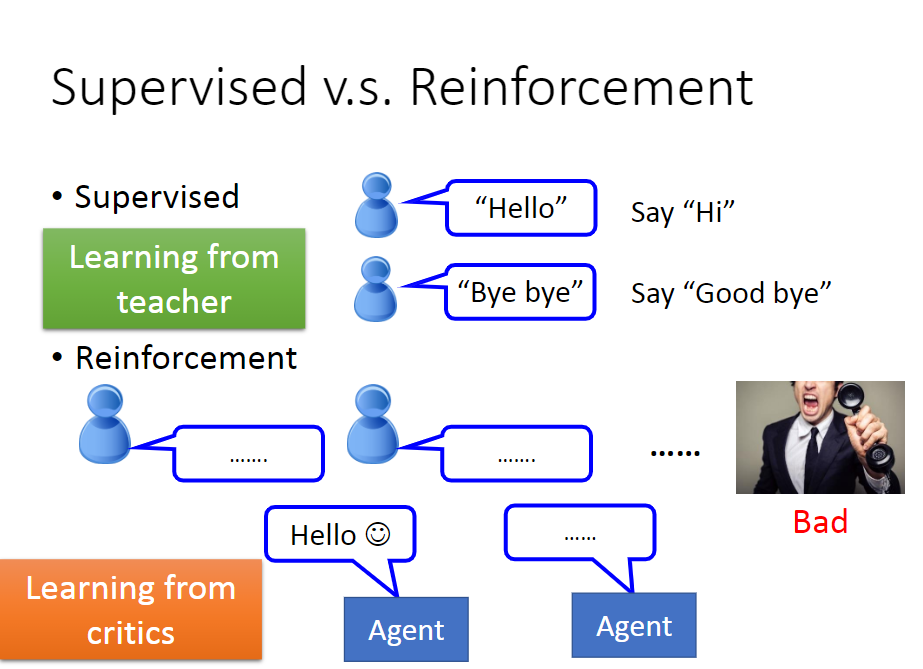 Supervised v.s. Reinforcement
• Supervised
“Hello”
Say “Hi”
Learning from
teacher
“Bye bye”
Say “Good bye”
• Reinforcement
…….
…….
……
Bad
Hello ☺
……
Learning from
critics
Agent
Agent